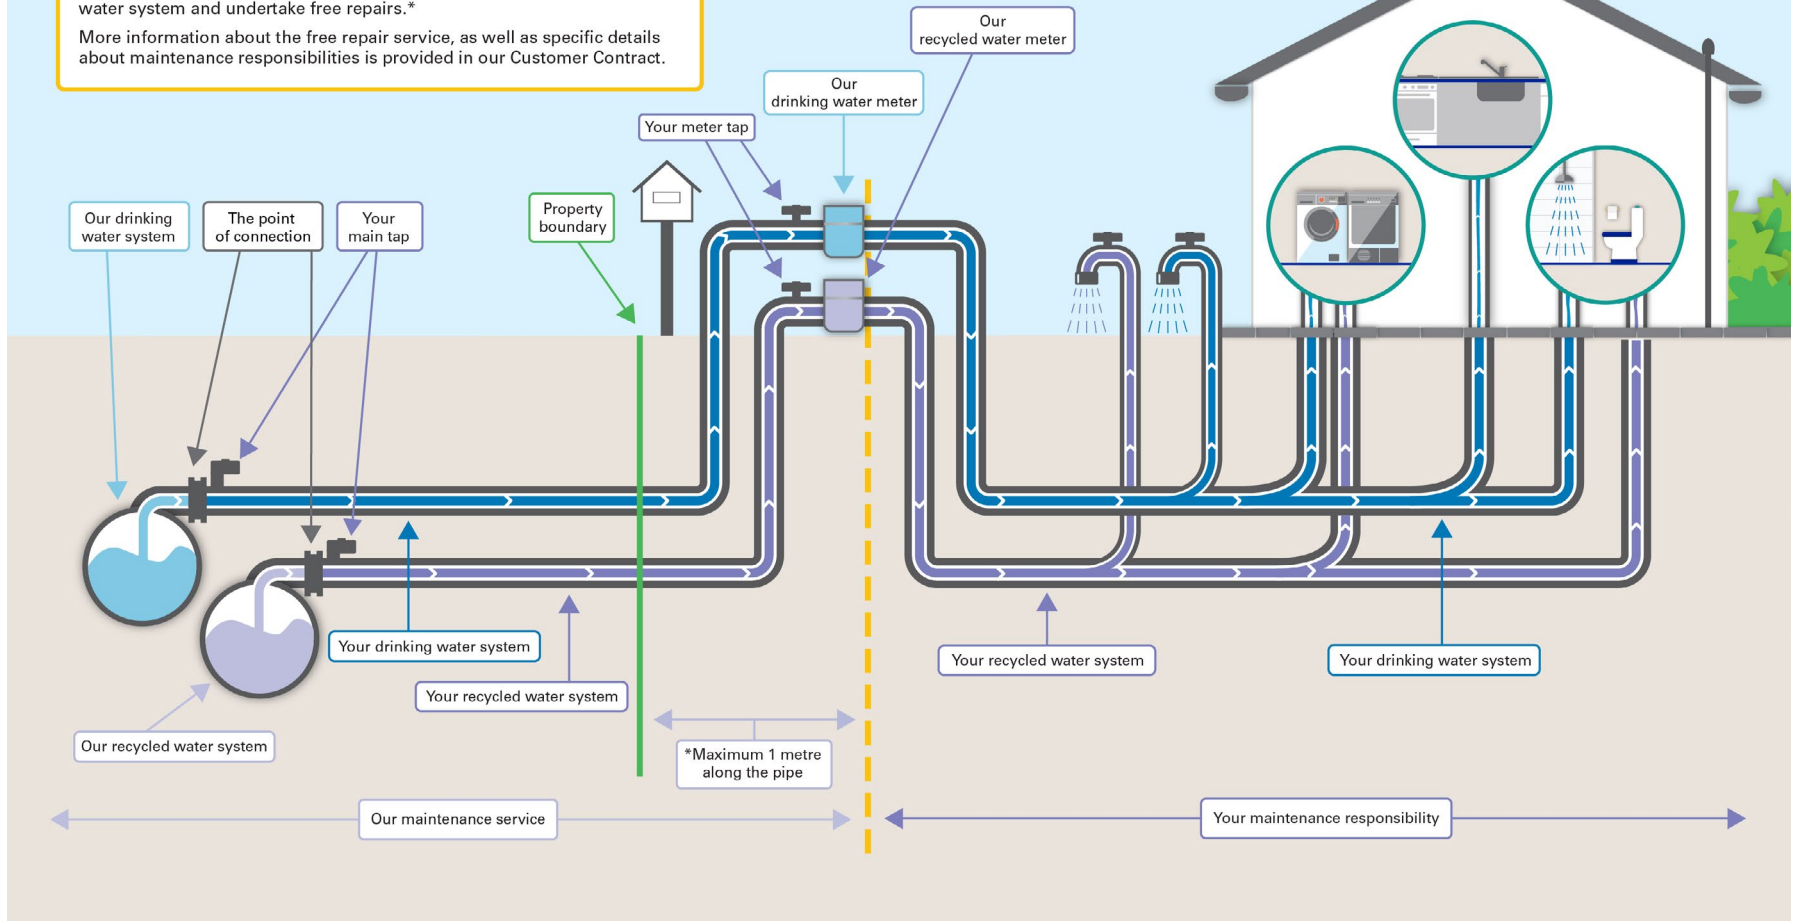 water system and undertake free repairs.*
More information about the free repair service, as well as specific details
about maintenance responsibilities is provided in our Customer Contract.
Our
recycled water meter
Our
drinking water meter
Your meter tap
Our drinking
water system
The point
of connection
Your
main tap
Property
boundary
Your drinking water system
Your recycled water system
Our recycled water system
*Maximum 1 metre
along the pipe
Your recycled water system
Your drinking water system
Our maintenance service
Your maintenance responsibility